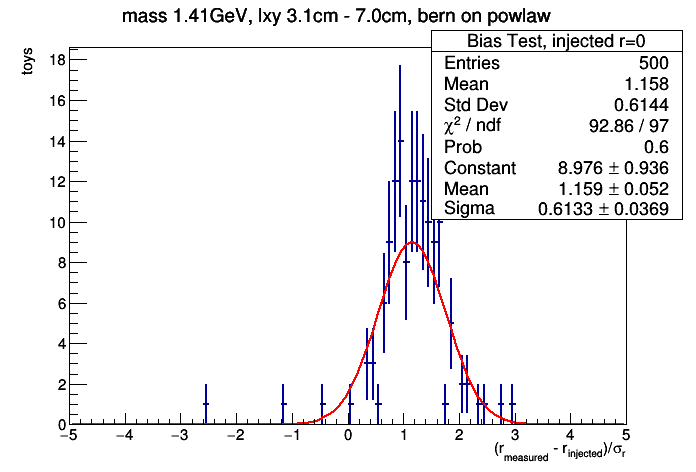 mass 1.41GeV, lxy 3.1cm - 7.0cm, bern on powlaw
Bias Test, injected r=0
Entries 500
Mean 1.158
Std Dev 0.6144
χ² / ndf 92.86 / 97
Prob 0.6
Constant 8.976 ± 0.936
Mean 1.159 ± 0.052
Sigma 0.6133 ± 0.0369
toys
18
16
14
12
10
8
6
4
2
0
−5 −4 −3 −2 −1 0 1 2 3 4 5
(r_measured - r_injected)/σ_r